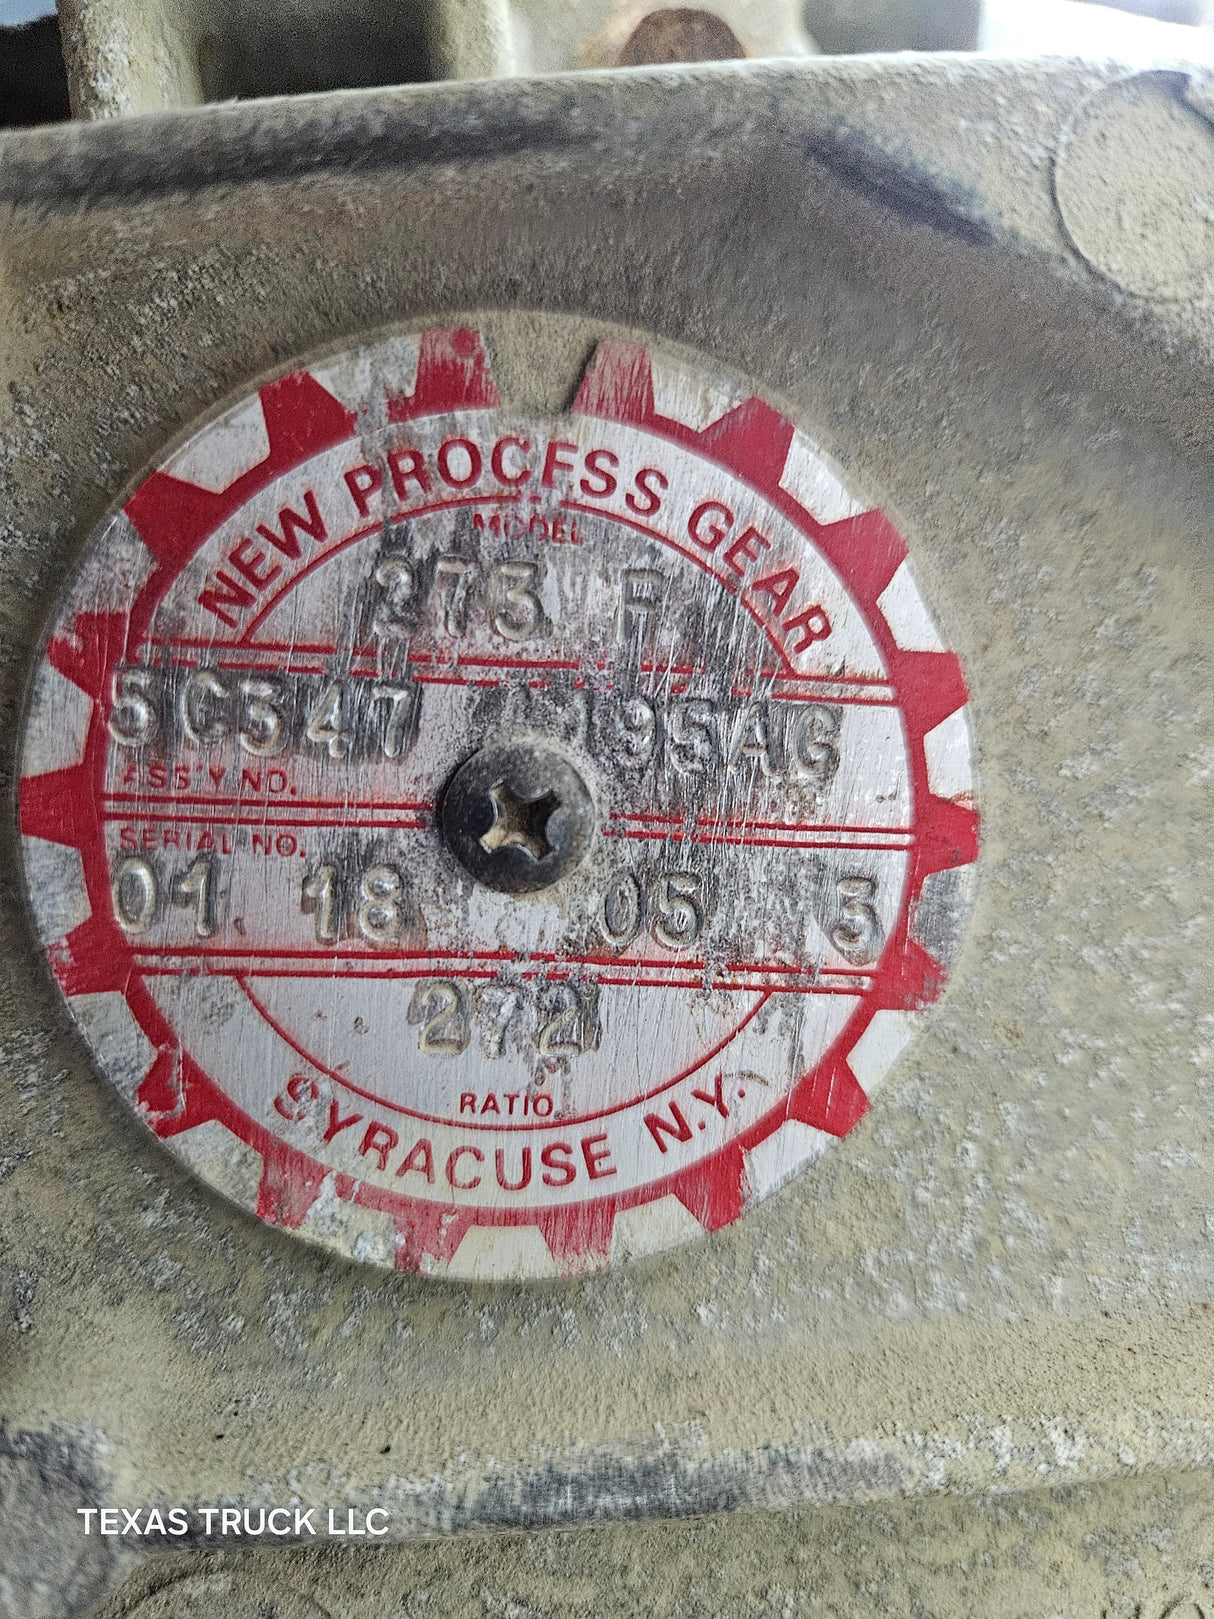 NEW PROCESS GEAR
MODEL
273 F
5C347 95AG
ASS'Y NO.
SERIAL NO.
01 18 05 3
272
RATIO
SYRACUSE N.Y.
TEXAS TRUCK LLC